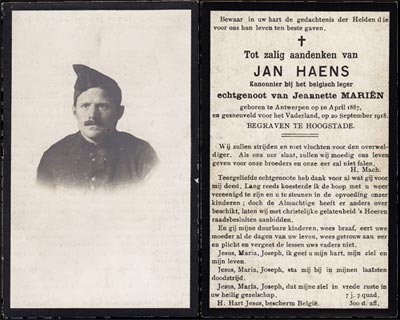 Bewaar in uw hart de gedachtenis der Helden die
voor ons hun leven ten beste gaven.
Tot zalig aandenken van
JAN HAENS
Kanonnier bij het belgisch leger
echtgenoot van Jeannette MARIËN
geboren te Antwerpen op 10 April 1887,
en gesneuveld voor het Vaderland, op 20 September 1918.
BEGRAVEN TE HOOGSTADE.
Wij zullen strijden en niet vluchten voor den overwel-
diger. Als ons uur slaat, zullen wij moedig ons leven
geven voor onze broeders en onze eer zal niet falen.
H. Mach.
Teergeliefde echtgenoote heb dank voor al wat gij voor
mij deed. Lang reeds koesterde ik de hoop met u weer
vereenigd te zijn en u te steunen in de opvoeding onzer
kinderen; doch de Almachtige heeft er anders over
beschikt, laten wij met christelijke gelatenheid 's Heeren
raadsbesluiten aanbidden.
En gij mijne duurbare kinderen, wees braaf, eert uwe
moeder al de dagen van uw leven, wees getrouw aan eer
en plicht en vergeet de lessen uws vaders niet.
Jesus, Maria, Joseph, ik geef u mijn hart, mijn ziel en
mijn leven.
Jesus, Maria, Joseph, sta mij bij in mijnen laatsten
doodstrijd.
Jesus, Maria, Joseph, dat mijne ziel in vrede ruste in
uw heilig gezelschap. 7 j. 7 quad.
H. Hart Jesus, bescherm België. 300 d. afl.